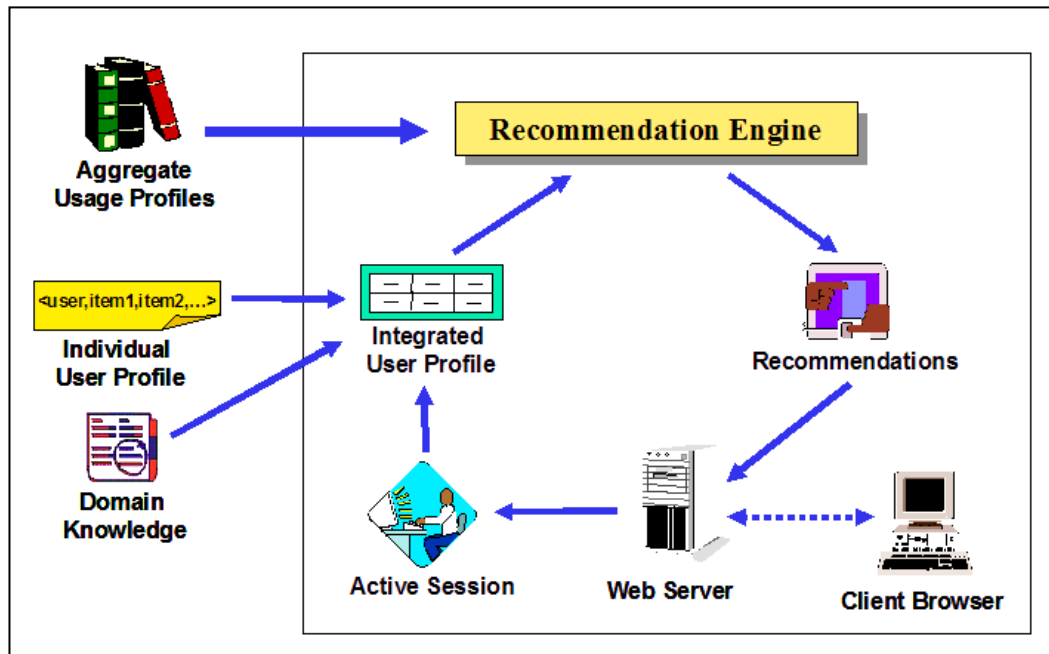 Recommendation Engine
Aggregate
Usage Profiles
<user,item1,item2,...>
Individual
User Profile
Integrated
User Profile
Recommendations
Domain
Knowledge
Active Session
Web Server
Client Browser